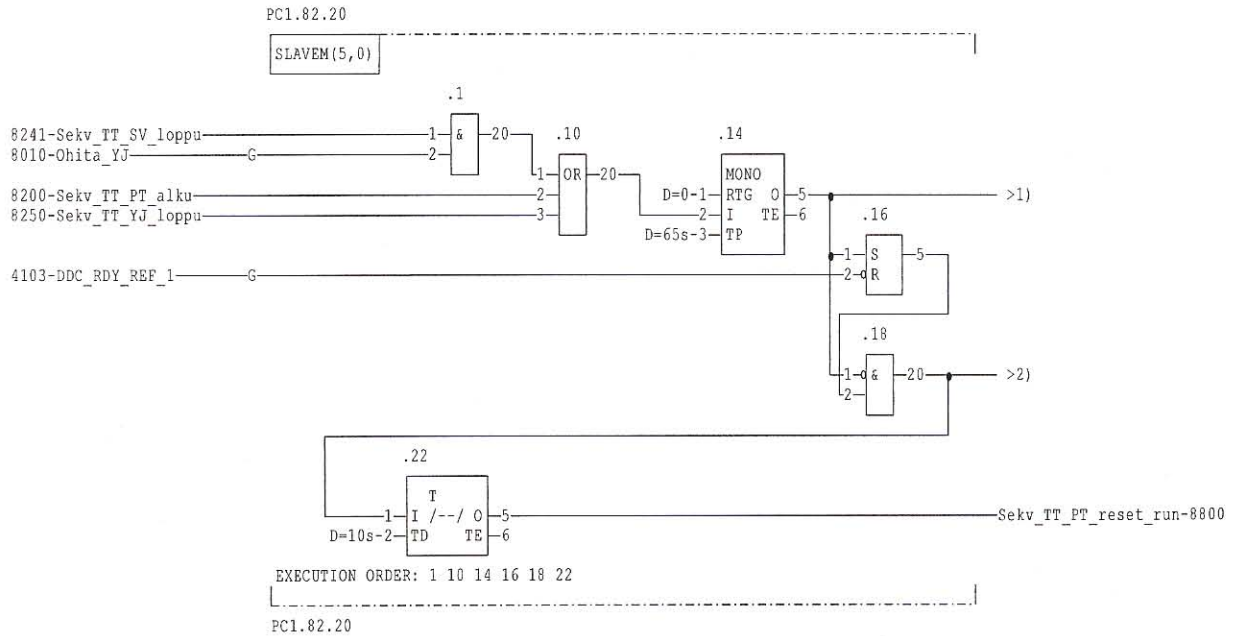 PC1.82.20
SLAVEM(5,0)
.1
8241-Sekv_TT_SV_loppu 1 & 20 .10 .14
8010-Ohita_YJ G 2
1 OR 20 MONO
8200-Sekv_TT_PT_alku 2 D=0-1 RTG O 5 >1)
8250-Sekv_TT_YJ_loppu 3 2 I TE 6 .16
D=65s-3 TP
1 S 5
4103-DDC_RDY_REF_1 G 2 R
.18
1 & 20 >2)
2
.22
T
1 I /--/ O 5 Sekv_TT_PT_reset_run-8800
D=10s-2 TD TE 6
EXECUTION ORDER: 1 10 14 16 18 22
PC1.82.20